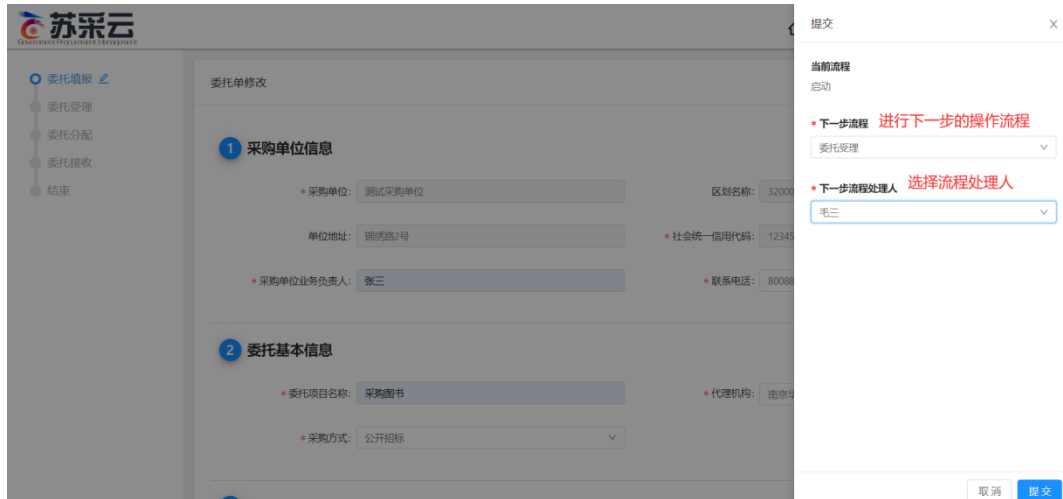 苏采云
Government Procurement Management
提交
委托填报
委托受理
委托分配
委托接收
结束
委托单修改
1 采购单位信息
* 采购单位: 测试采购单位
区划名称: 32000
单位地址: 锦绣路2号
* 社会统一信用代码: 12345
* 采购单位业务负责人: 张三
* 联系电话: 80088
2 委托基本信息
* 委托项目名称: 采购图书
* 代理机构: 南京华
* 采购方式: 公开招标
当前流程
启动
* 下一步流程 进行下一步的操作流程
委托受理
* 下一步流程处理人 选择流程处理人
毛三
取消 提交